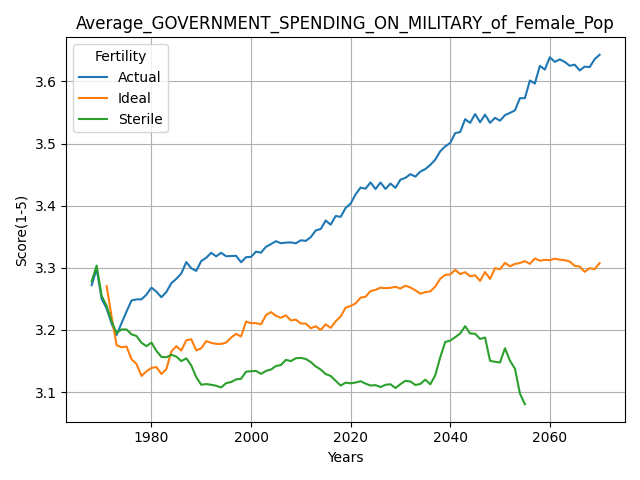 Average_GOVERNMENT_SPENDING_ON_MILITARY_of_Female_Pop
Fertility
Actual
Ideal
Sterile
Score(1-5)
3.6
3.5
3.4
3.3
3.2
3.1
1980 2000 2020 2040 2060
Years